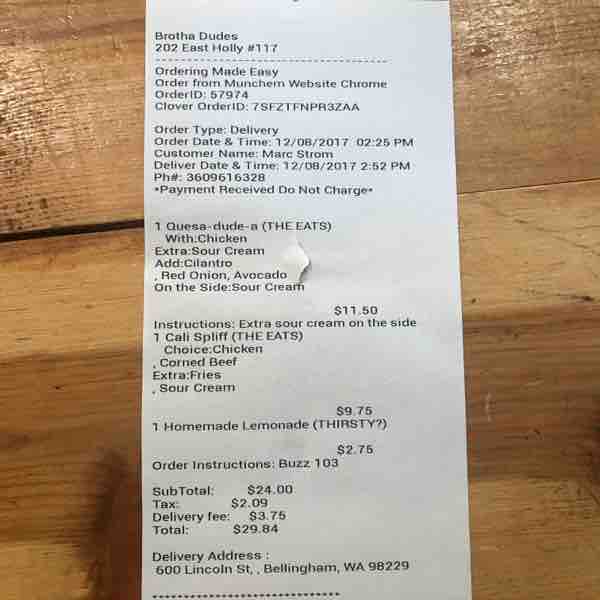 Brotha Dudes
202 East Holly #117
--------------------------------------
Ordering Made Easy
Order from Munchem Website Chrome
OrderID: 57974
Clover OrderID: 7SFZTFNPR3ZAA
Order Type: Delivery
Order Date & Time: 12/08/2017 02:25 PM
Customer Name: Marc Strom
Deliver Date & Time: 12/08/2017 2:52 PM
Ph#: 3609616328
*Payment Received Do Not Charge*
1 Quesa-dude-a (THE EATS)
With:Chicken
Extra:Sour Cream
Add:Cilantro
, Red Onion, Avocado
On the Side:Sour Cream
$11.50
Instructions: Extra sour cream on the side
1 Cali Spliff (THE EATS)
Choice:Chicken
, Corned Beef
Extra:Fries
, Sour Cream
$9.75
1 Homemade Lemonade (THIRSTY?)
$2.75
Order Instructions: Buzz 103
SubTotal: $24.00
Tax: $2.09
Delivery fee: $3.75
Total: $29.84
Delivery Address :
600 Lincoln St, , Bellingham, WA 98229
------------------------------